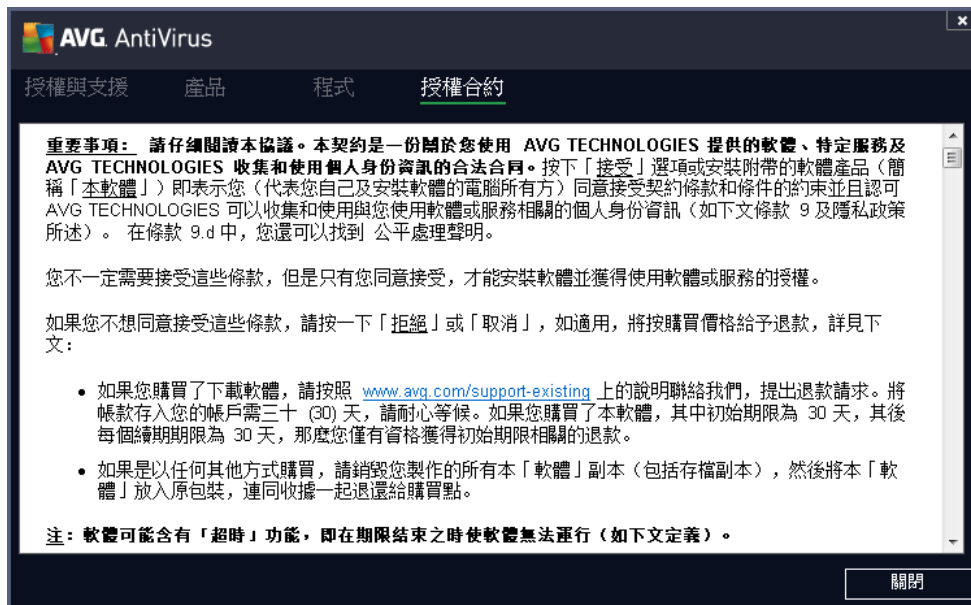 AVG. AntiVirus
授權與支援 產品 程式 授權合約
重要事項： 請仔細閱讀本協議。本契約是一份關於您使用 AVG TECHNOLOGIES 提供的軟體、特定服務及
AVG TECHNOLOGIES 收集和使用個人身份資訊的合法合同。按下「接受」選項或安裝附帶的軟體產品（簡
稱「本軟體」）即表示您（代表您自己及安裝軟體的電腦所有方）同意接受契約條款和條件的約束並且認可
AVG TECHNOLOGIES 可以收集和使用與您使用軟體或服務相關的個人身份資訊（如下文條款 9 及隱私政策
所述）。 在條款 9.d 中，您還可以找到 公平處理聲明。
您不一定需要接受這些條款，但是只有您同意接受，才能安裝軟體並獲得使用軟體或服務的授權。
如果您不想同意接受這些條款，請按一下「拒絕」或「取消」，如適用，將按購買價格給予退款，詳見下
文：
• 如果您購買了下載軟體，請按照 www.avg.com/support-existing 上的說明聯絡我們，提出退款請求。將
帳款存入您的帳戶需三十 (30) 天，請耐心等候。如果您購買了本軟體，其中初始期限為 30 天，其後
每個續期期限為 30 天，那麼您僅有資格獲得初始期限相關的退款。
• 如果是以任何其他方式購買，請銷毀您製作的所有本「軟體」副本（包括存檔副本），然後將本「軟
體」放入原包裝，連同收據一起退還給購買點。
注：軟體可能含有「超時」功能，即在期限結束之時使軟體無法運行（如下文定義）。
關閉